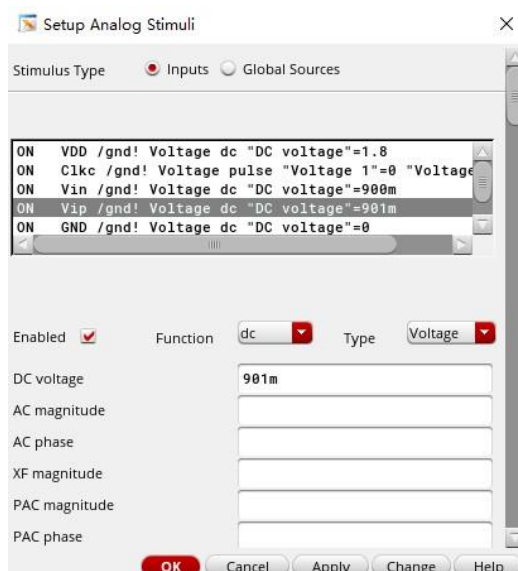 Setup Analog Stimuli
Stimulus Type Inputs Global Sources
ON VDD /gnd! Voltage dc "DC voltage"=1.8
ON Clkc /gnd! Voltage pulse "Voltage 1"=0 "Voltage
ON Vin /gnd! Voltage dc "DC voltage"=900m
ON Vip /gnd! Voltage dc "DC voltage"=901m
ON GND /gnd! Voltage dc "DC voltage"=0
Enabled Function dc Type Voltage
DC voltage 901m
AC magnitude
AC phase
XF magnitude
PAC magnitude
PAC phase
OK Cancel Apply Change Help